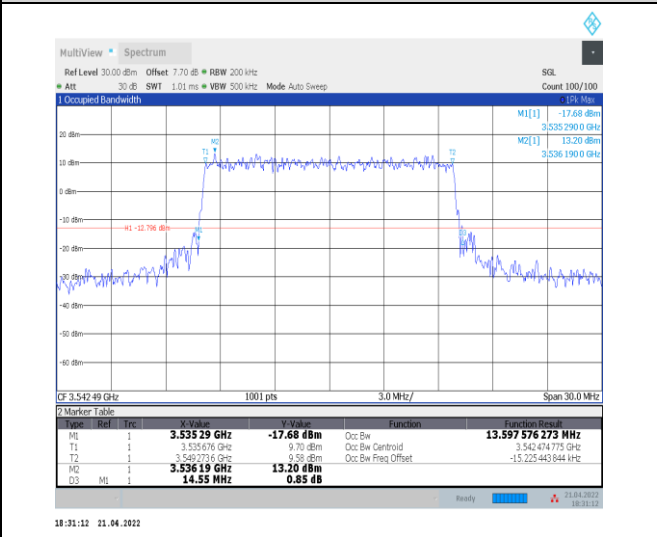 MultiView Spectrum
Ref Level 30.00 dBm Offset 7.70 dB RBW 200 kHz SGL
Att 30 dB SWT 1.01 ms VBW 500 kHz Mode Auto Sweep Count 100/100
1 Occupied Bandwidth 1Pk Max
M1[1] -17.68 dBm
3.535 290 0 GHz
M2[1] 13.20 dBm
3.536 190 0 GHz
20 dBm
M2
T1 T2
10 dBm
0 dBm
-10 dBm
H1 -12.796 dBm
-20 dBm
-30 dBm
-40 dBm
-50 dBm
-60 dBm
CF 3.542 49 GHz 1001 pts 3.0 MHz/ Span 30.0 MHz
2 Marker Table
Type Ref Trc X-Value Y-Value Function Function Result
M1 1 3.535 29 GHz -17.68 dBm Occ Bw 13.597 576 273 MHz
T1 1 3.535676 GHz 9.70 dBm Occ Bw Centroid 3.542 474 775 GHz
T2 1 3.549 273 6 GHz 9.58 dBm Occ Bw Freq Offset -15.225 443 844 kHz
M2 1 3.536 19 GHz 13.20 dBm
D3 M1 1 14.55 MHz 0.85 dB
Ready 21.04.2022
18:31:12
18:31:12 21.04.2022